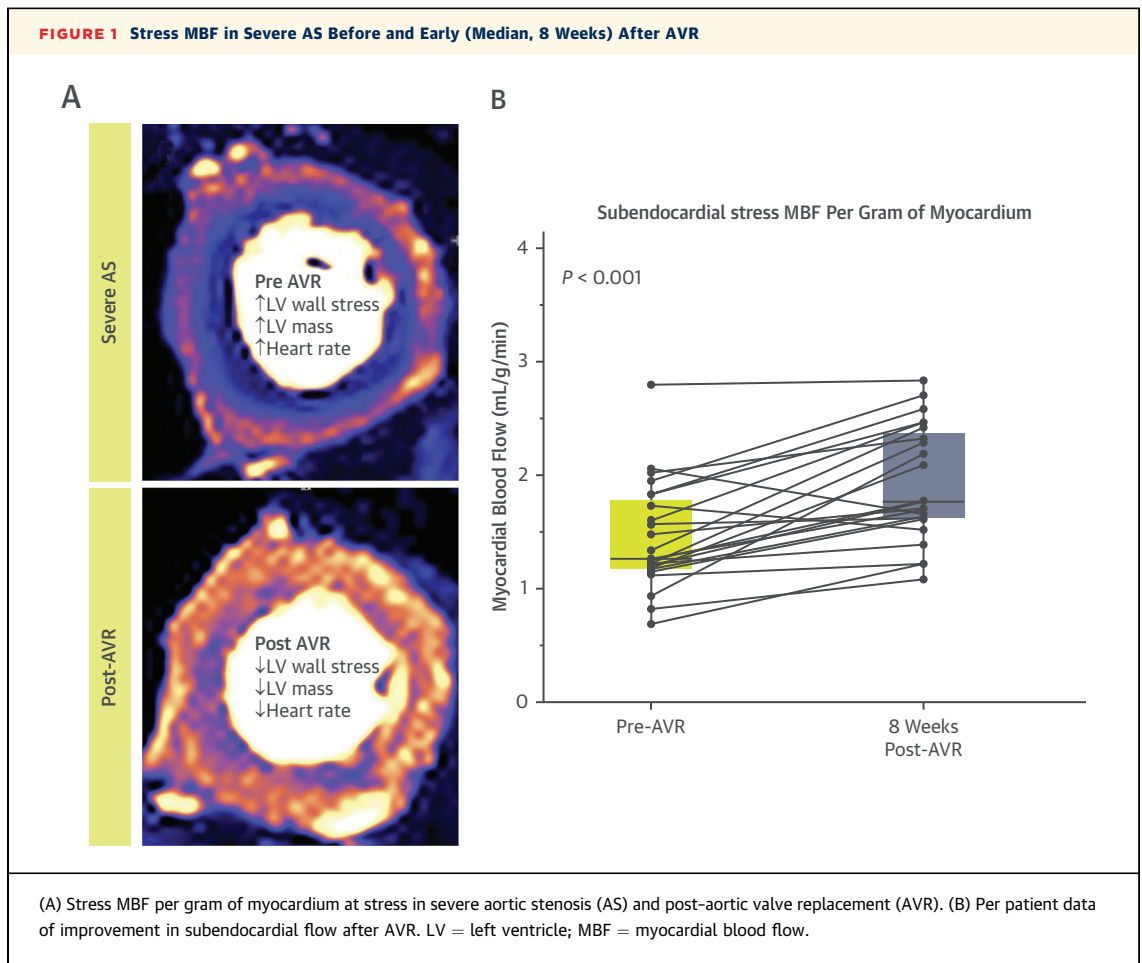 FIGURE 1 Stress MBF in Severe AS Before and Early (Median, 8 Weeks) After AVR
A
Severe AS
Pre AVR
↑LV wall stress
↑LV mass
↑Heart rate
Post-AVR
Post AVR
↓LV wall stress
↓LV mass
↓Heart rate
B
Subendocardial stress MBF Per Gram of Myocardium
P < 0.001
Myocardial Blood Flow (mL/g/min)
4
3
2
1
0
Pre-AVR
8 Weeks
Post-AVR
(A) Stress MBF per gram of myocardium at stress in severe aortic stenosis (AS) and post-aortic valve replacement (AVR). (B) Per patient data
of improvement in subendocardial flow after AVR. LV = left ventricle; MBF = myocardial blood flow.